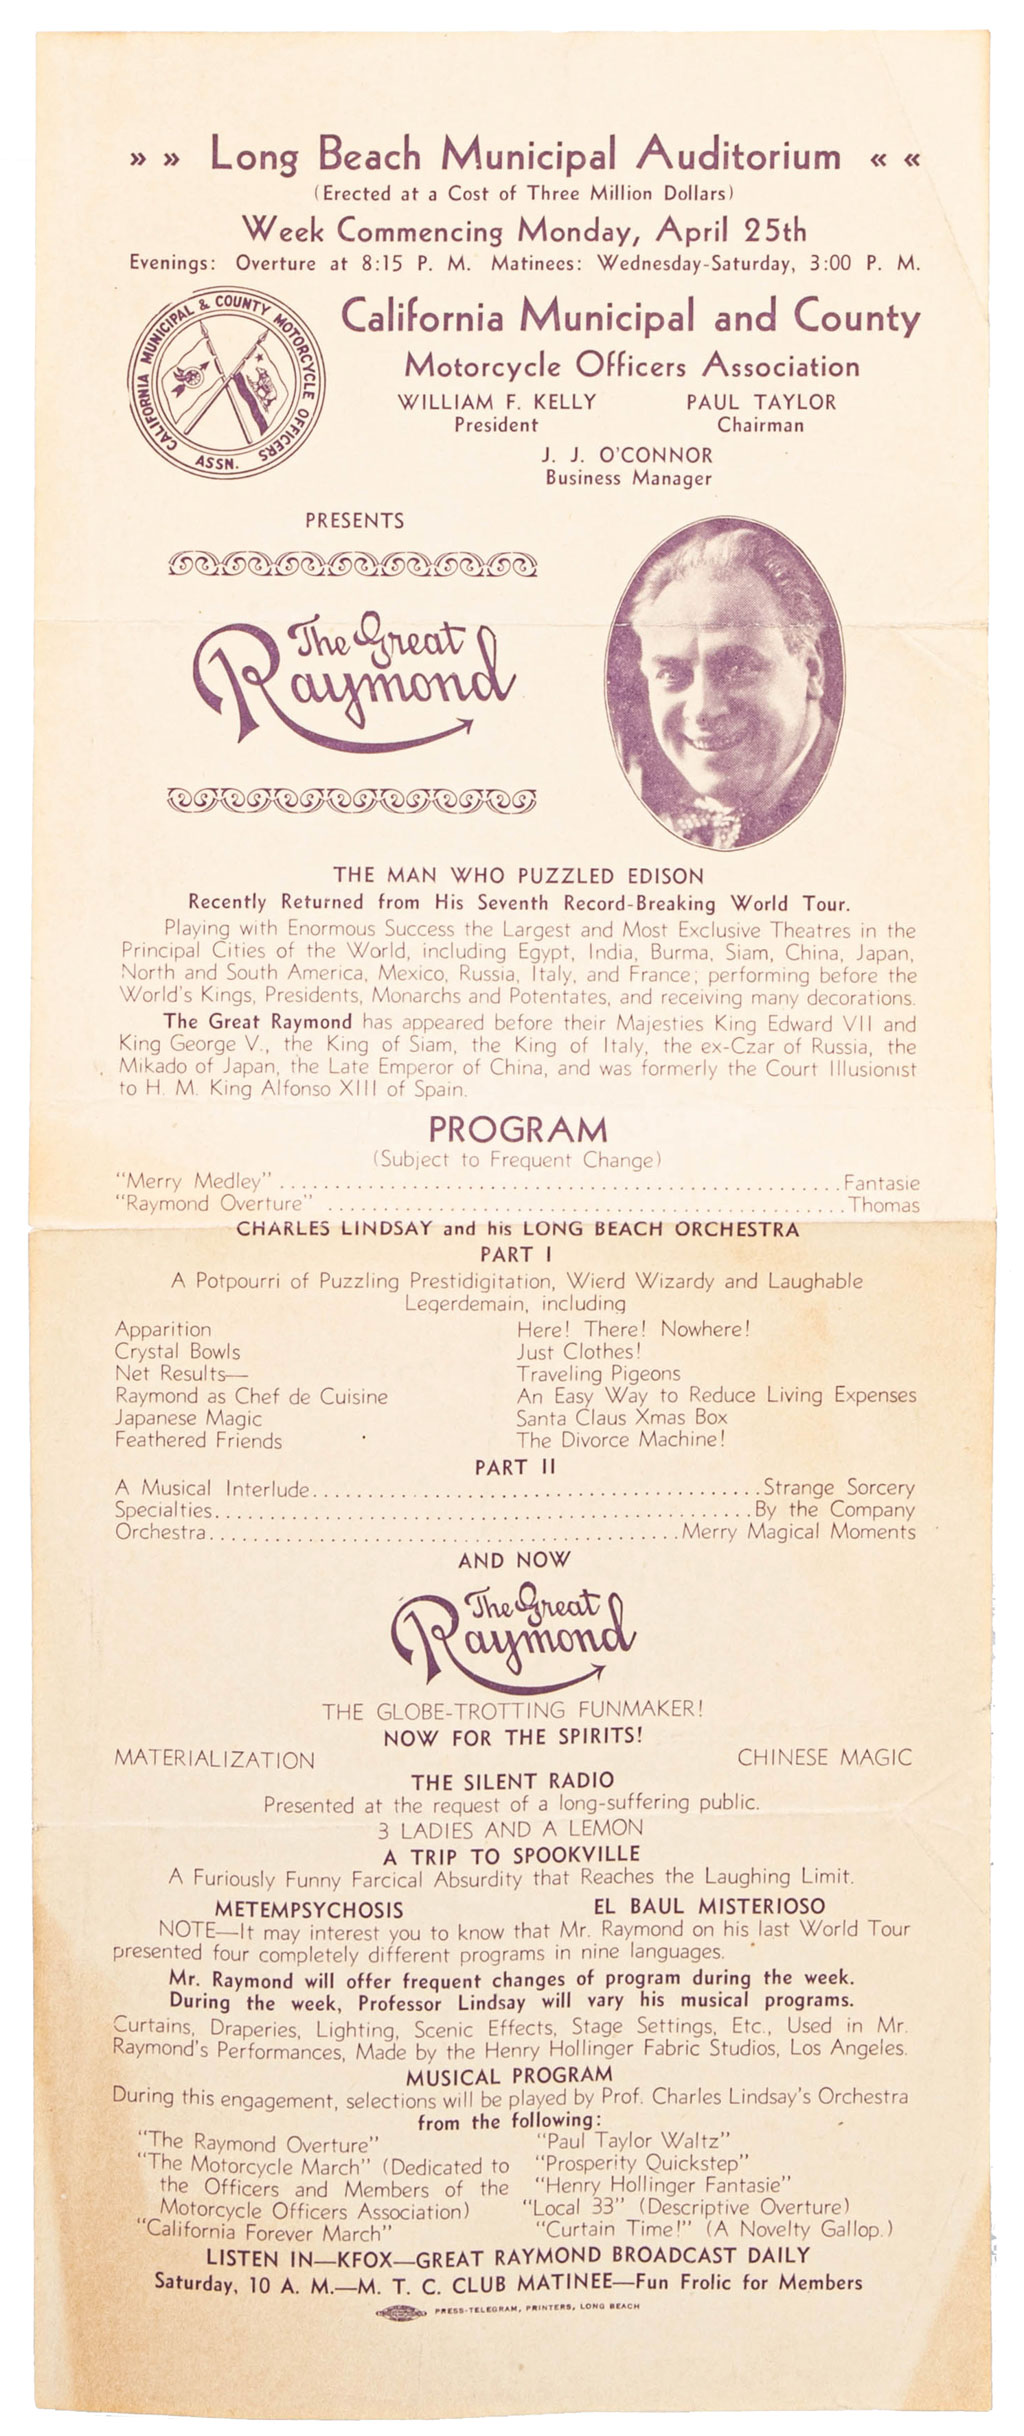 » » Long Beach Municipal Auditorium « «
(Erected at a Cost of Three Million Dollars)
Week Commencing Monday, April 25th
Evenings: Overture at 8:15 P. M. Matinees: Wednesday-Saturday, 3:00 P. M.
CALIFORNIA MUNICIPAL & COUNTY MOTORCYCLE OFFICERS
ASSN.
California Municipal and County
Motorcycle Officers Association
WILLIAM F. KELLY PAUL TAYLOR
President Chairman
J. J. O'CONNOR
Business Manager
PRESENTS
The Great
Raymond
THE MAN WHO PUZZLED EDISON
Recently Returned from His Seventh Record-Breaking World Tour.
Playing with Enormous Success the Largest and Most Exclusive Theatres in the
Principal Cities of the World, including Egypt, India, Burma, Siam, China, Japan,
North and South America, Mexico, Russia, Italy, and France; performing before the
World's Kings, Presidents, Monarchs and Potentates, and receiving many decorations.
The Great Raymond has appeared before their Majesties King Edward VII and
King George V., the King of Siam, the King of Italy, the ex-Czar of Russia, the
Mikado of Japan, the Late Emperor of China, and was formerly the Court Illusionist
to H. M. King Alfonso XIII of Spain.
PROGRAM
(Subject to Frequent Change)
"Merry Medley" ........ Fantasie
"Raymond Overture" ........ Thomas
CHARLES LINDSAY and his LONG BEACH ORCHESTRA
PART I
A Potpourri of Puzzling Prestidigitation, Wierd Wizardy and Laughable
Legerdemain, including
Apparition Here! There! Nowhere!
Crystal Bowls Just Clothes!
Net Results— Traveling Pigeons
Raymond as Chef de Cuisine An Easy Way to Reduce Living Expenses
Japanese Magic Santa Claus Xmas Box
Feathered Friends The Divorce Machine!
PART II
A Musical Interlude........Strange Sorcery
Specialties........By the Company
Orchestra........Merry Magical Moments
AND NOW
The Great
Raymond
THE GLOBE-TROTTING FUNMAKER!
NOW FOR THE SPIRITS!
MATERIALIZATION CHINESE MAGIC
THE SILENT RADIO
Presented at the request of a long-suffering public.
3 LADIES AND A LEMON
A TRIP TO SPOOKVILLE
A Furiously Funny Farcical Absurdity that Reaches the Laughing Limit.
METEMPSYCHOSIS EL BAUL MISTERIOSO
NOTE—It may interest you to know that Mr. Raymond on his last World Tour
presented four completely different programs in nine languages.
Mr. Raymond will offer frequent changes of program during the week.
During the week, Professor Lindsay will vary his musical programs.
Curtains, Draperies, Lighting, Scenic Effects, Stage Settings, Etc., Used in Mr.
Raymond's Performances, Made by the Henry Hollinger Fabric Studios, Los Angeles.
MUSICAL PROGRAM
During this engagement, selections will be played by Prof. Charles Lindsay's Orchestra
from the following:
"The Raymond Overture" "Paul Taylor Waltz"
"The Motorcycle March" (Dedicated to "Prosperity Quickstep"
the Officers and Members of the "Henry Hollinger Fantasie"
Motorcycle Officers Association) "Local 33" (Descriptive Overture)
"California Forever March" "Curtain Time!" (A Novelty Gallop.)
LISTEN IN—KFOX—GREAT RAYMOND BROADCAST DAILY
Saturday, 10 A. M.—M. T. C. CLUB MATINEE—Fun Frolic for Members
PRESS-TELEGRAM, PRINTERS, LONG BEACH